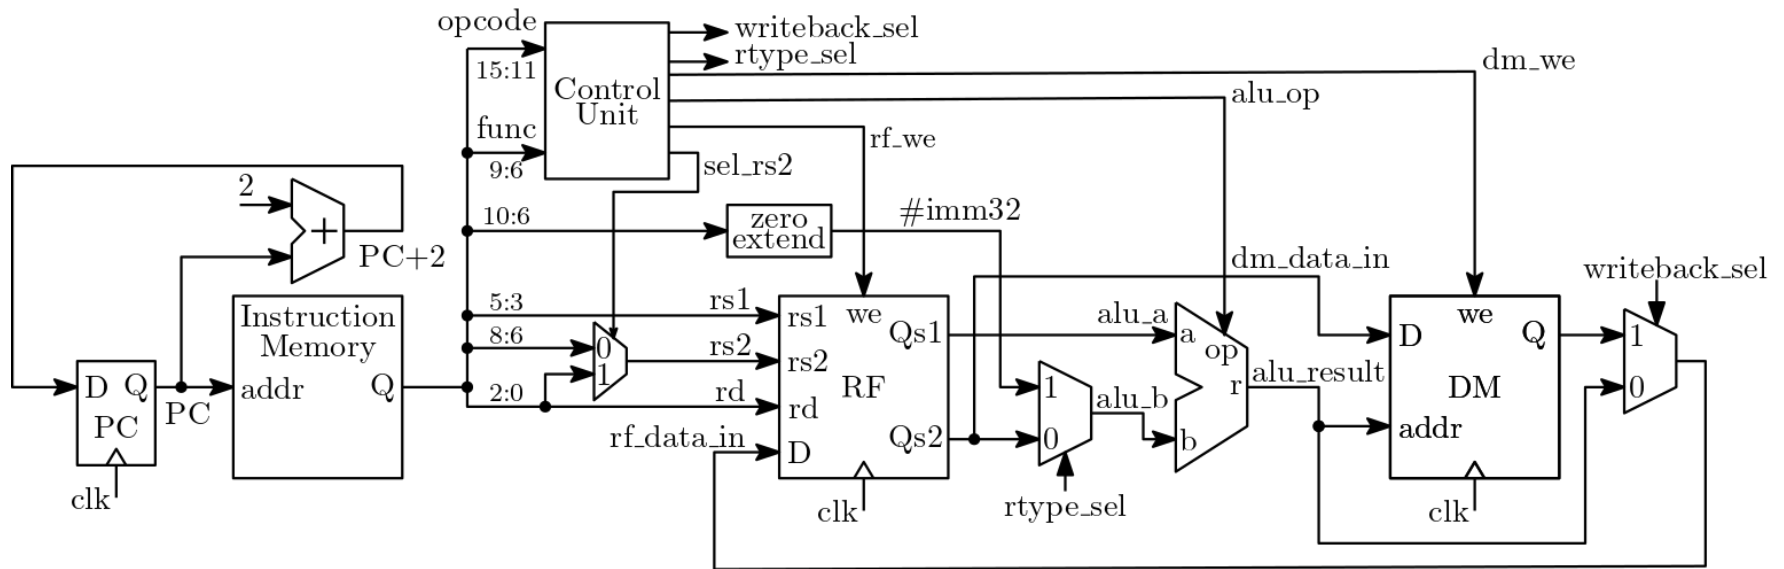 opcode
15:11
func
9:6
Control
Unit
writeback_sel
rtype_sel
dm_we
alu_op
rf_we
sel_rs2
2
+
PC+2
10:6
zero
extend
#imm32
Instruction
Memory
addr
Q
D
Q
PC
PC
clk
5:3
rs1
8:6
0
1
rs2
2:0
rd
rf_data_in
rs1
we
Qs1
rs2
RF
rd
Qs2
D
clk
1
0
rtype_sel
alu_a
alu_b
a
op
r
b
dm_data_in
alu_result
we
D
Q
DM
addr
clk
writeback_sel
1
0